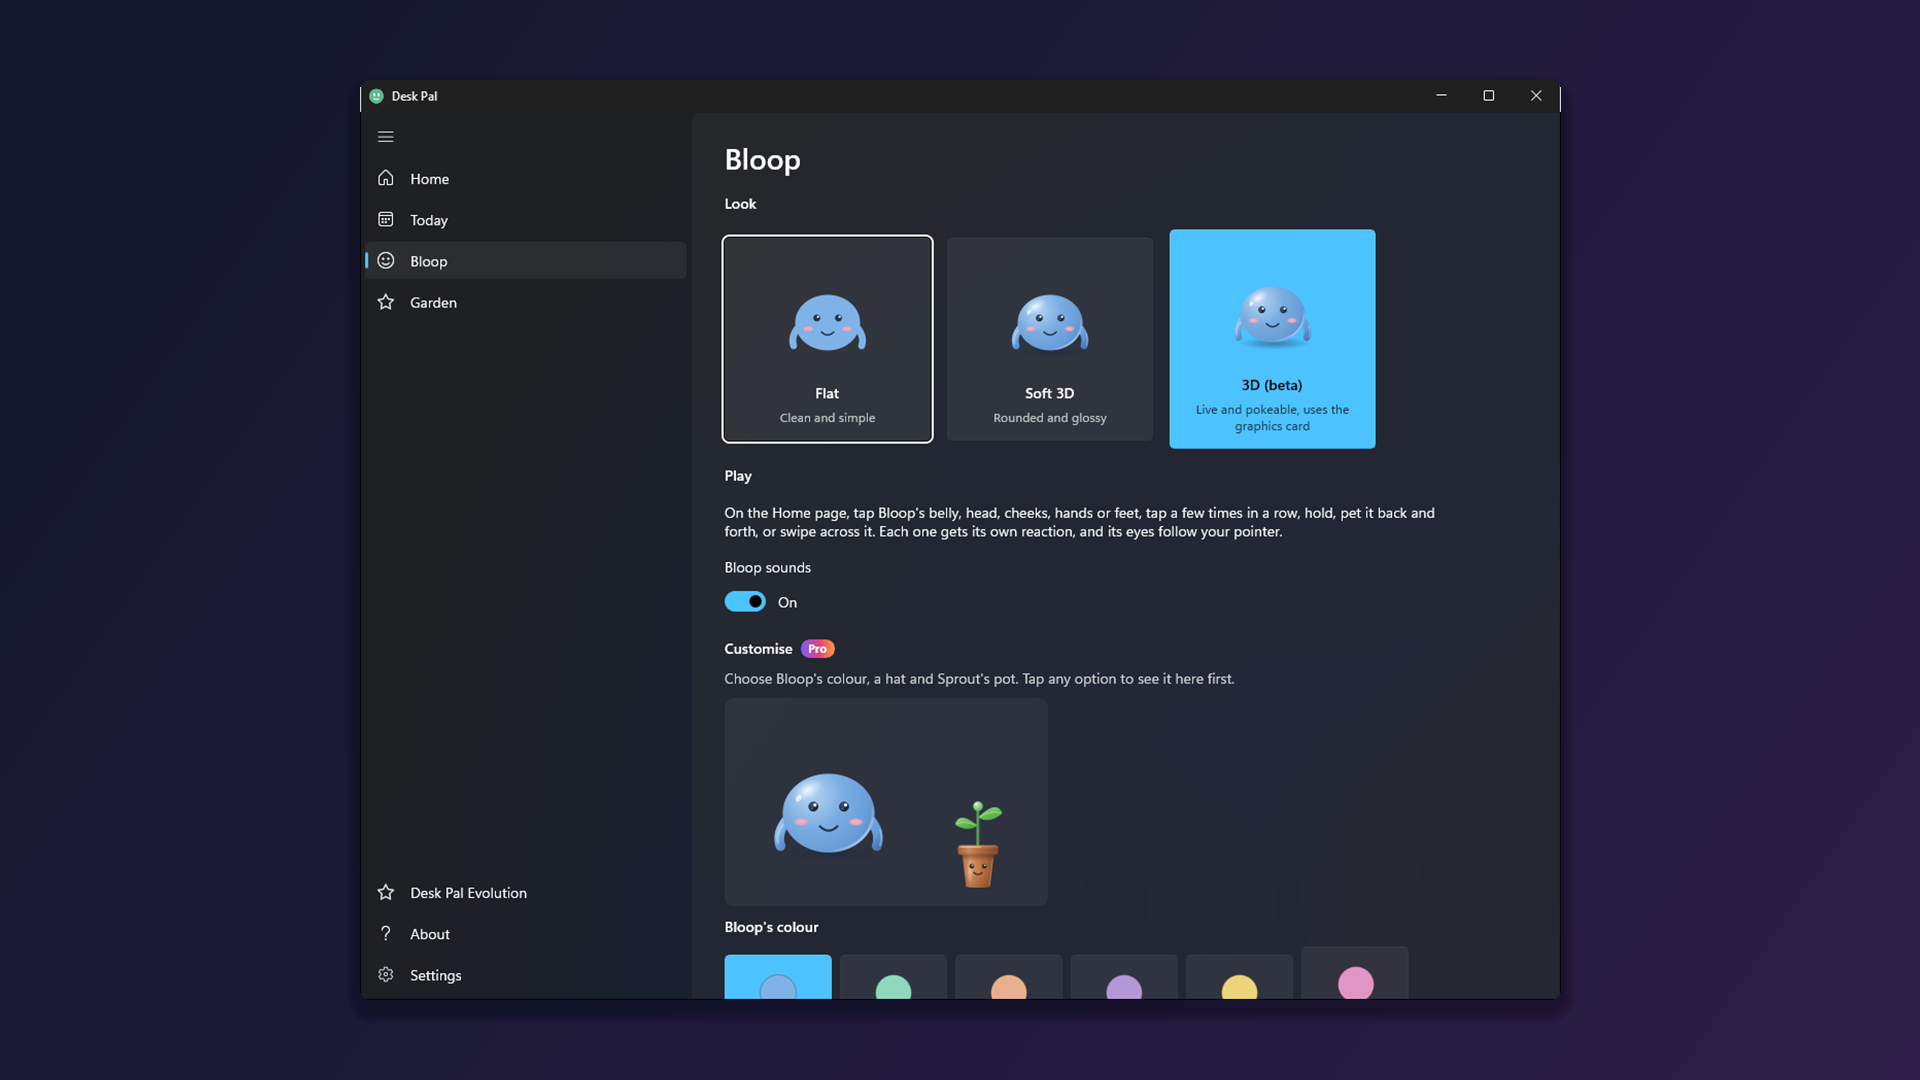 Desk Pal
Home
Today
Bloop
Garden
Desk Pal Evolution
About
Settings
Bloop
Look
Flat
Clean and simple
Soft 3D
Rounded and glossy
3D (beta)
Live and pokeable, uses the
graphics card
Play
On the Home page, tap Bloop's belly, head, cheeks, hands or feet, tap a few times in a row, hold, pet it back and
forth, or swipe across it. Each one gets its own reaction, and its eyes follow your pointer.
Bloop sounds
On
Customise Pro
Choose Bloop's colour, a hat and Sprout's pot. Tap any option to see it here first.
Bloop's colour